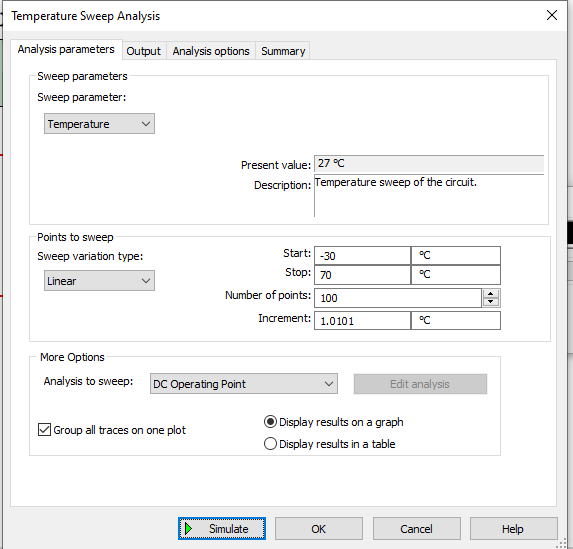 Temperature Sweep Analysis
Analysis parameters Output Analysis options Summary
Sweep parameters
Sweep parameter:
Temperature
Present value: 27 °C
Description: Temperature sweep of the circuit.
Points to sweep
Sweep variation type:
Linear
Start: -30 °C
Stop: 70 °C
Number of points: 100
Increment: 1.0101 °C
More Options
Analysis to sweep: DC Operating Point Edit analysis
Group all traces on one plot
Display results on a graph
Display results in a table
Simulate OK Cancel Help